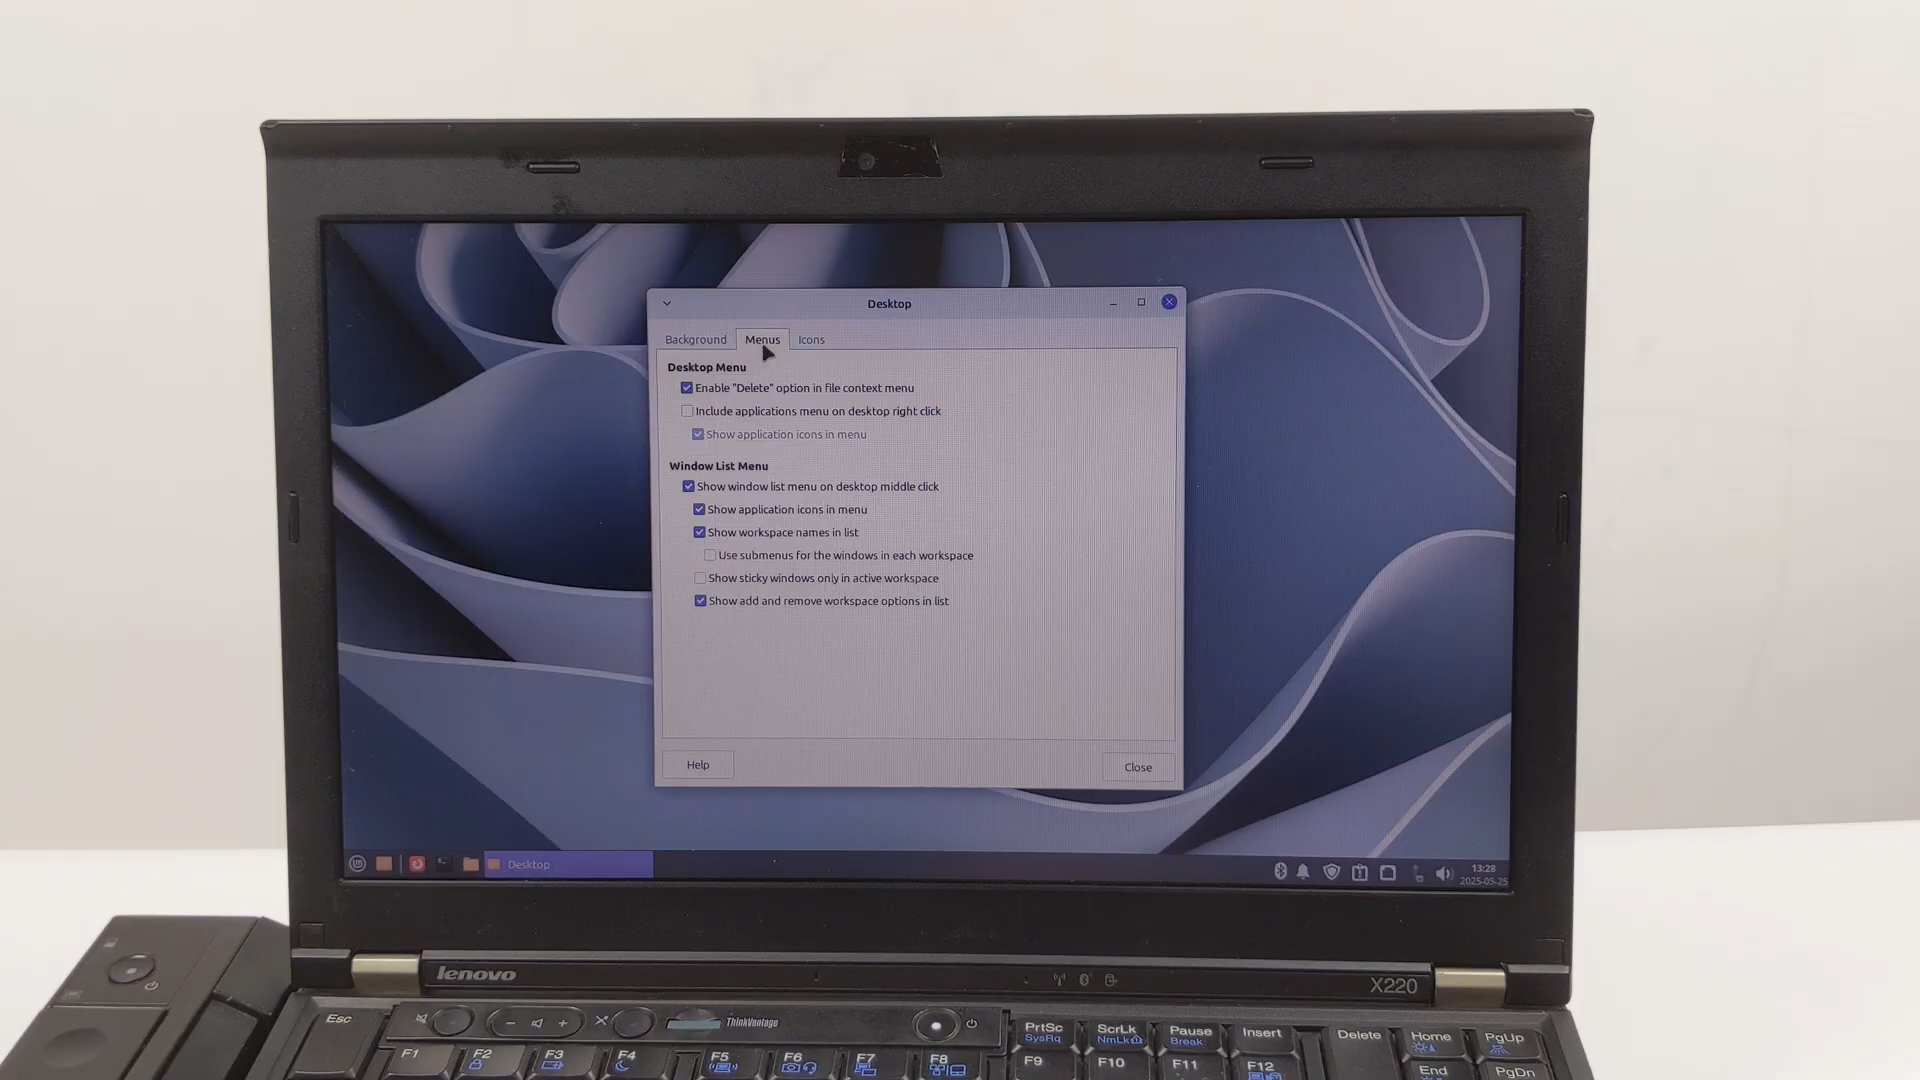 Desktop
Background Menus Icons
Desktop Menu
Enable "Delete" option in file context menu
Include applications menu on desktop right click
Show application icons in menu
Window List Menu
Show window list menu on desktop middle click
Show application icons in menu
Show workspace names in list
Use submenus for the windows in each workspace
Show sticky windows only in active workspace
Show add and remove workspace options in list
Help Close
Desktop
13:28
2025-05-25
lenovo
X220
ThinkVantage
Esc
F1 F2 F3 F4 F5 F6 F7 F8
PrtSc
SysRq
ScrLk
NmLk
Pause
Break
Insert
Delete
Home
PgUp
F9 F10 F11 F12
End
PgDn